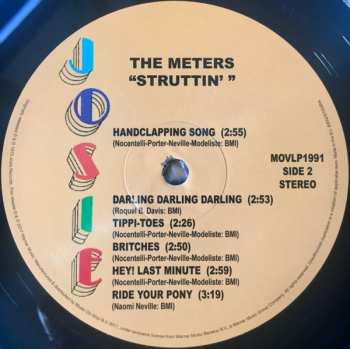 THE METERS
"STRUTTIN' "
JOSIE
HANDCLAPPING SONG (2:55)
(Nocentelli-Porter-Neville-Modeliste: BMI)
MOVLP1991
SIDE 2
STEREO
DARLING DARLING DARLING (2:53)
(Roquel B. Davis: BMI)
TIPPI-TOES (2:26)
(Nocentelli-Porter-Neville-Modeliste: BMI)
BRITCHES (2:50)
(Nocentelli-Porter-Neville-Modeliste: BMI)
HEY! LAST MINUTE (2:59)
(Nocentelli-Porter-Neville-Modeliste: BMI)
RIDE YOUR PONY (3:19)
(Naomi Neville: BMI)